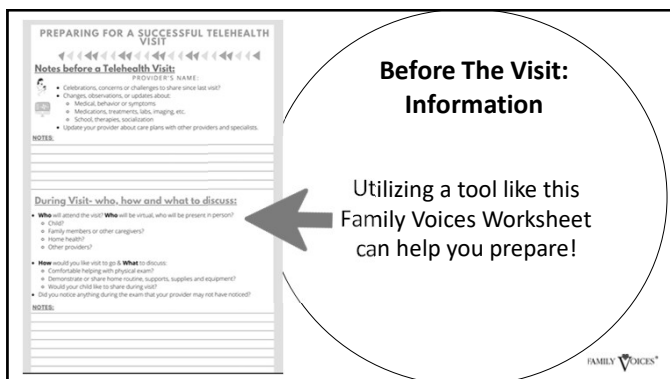 PREPARING FOR A SUCCESSFUL TELEHEALTH
VISIT
Notes before a Telehealth Visit:
PROVIDER'S NAME:
• Celebrations, concerns or challenges to share since last visit?
• Changes, observations, or updates about:
○ Medical, behavior or symptoms
○ Medications, treatments, labs, imaging, etc.
○ School, therapies, socialization
• Update your provider about care plans with other providers and specialists.
NOTES:
During Visit- who, how and what to discuss:
• Who will attend the visit? Who will be virtual, who will be present in person?
○ Child?
○ Family members or other caregivers?
○ Home health?
○ Other providers?
• How would you like visit to go & What to discuss:
○ Comfortable helping with physical exam?
○ Demonstrate or share home routine, supports, supplies and equipment?
○ Would your child like to share during visit?
• Did you notice anything during the exam that your provider may not have noticed?
NOTES:
Before The Visit:
Information
Utilizing a tool like this
Family Voices Worksheet
can help you prepare!
FAMILY VOICES®